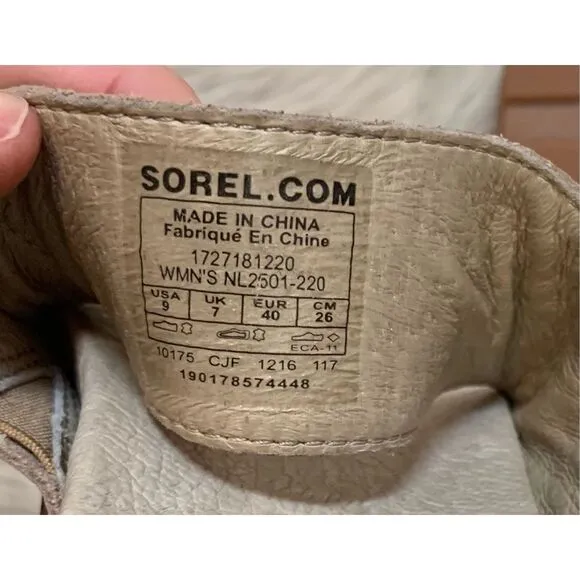 SOREL.COM
MADE IN CHINA
Fabriqué En Chine
1727181220
WMN'S NL2501-220
USA UK EUR CM
9 7 40 26
ECA-11
10175 CJF 1216 117
190178574448